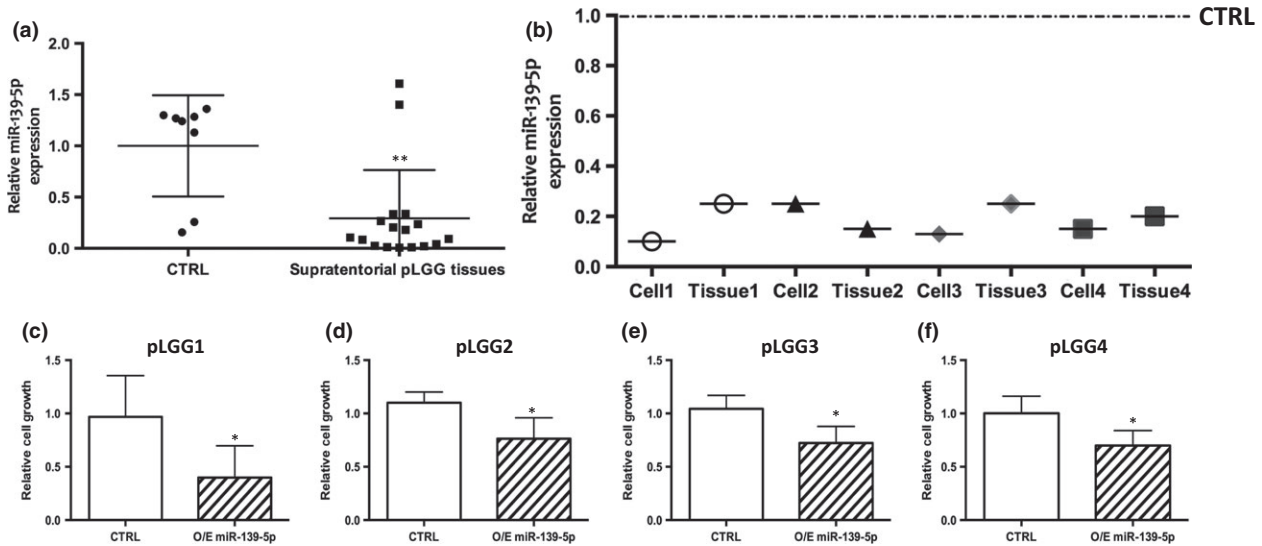 (a)
Relative miR-139-5p
expression
2.0
1.5
1.0
0.5
0.0
**
CTRL
Supratentorial pLGG tissues
(b)
Relative miR-139-5p
expression
1.0
0.8
0.6
0.4
0.2
0.0
CTRL
Cell1 Tissue1 Cell2 Tissue2 Cell3 Tissue3 Cell4 Tissue4
(c)
pLGG1
Relative cell growth
1.5
1.0
0.5
0.0
*
CTRL
O/E miR-139-5p
(d)
pLGG2
Relative cell growth
1.5
1.0
0.5
0.0
*
CTRL
O/E miR-139-5p
(e)
pLGG3
Relative cell growth
1.5
1.0
0.5
0.0
*
CTRL
O/E miR-139-5p
(f)
pLGG4
Relative cell growth
1.5
1.0
0.5
0.0
*
CTRL
O/E miR-139-5p